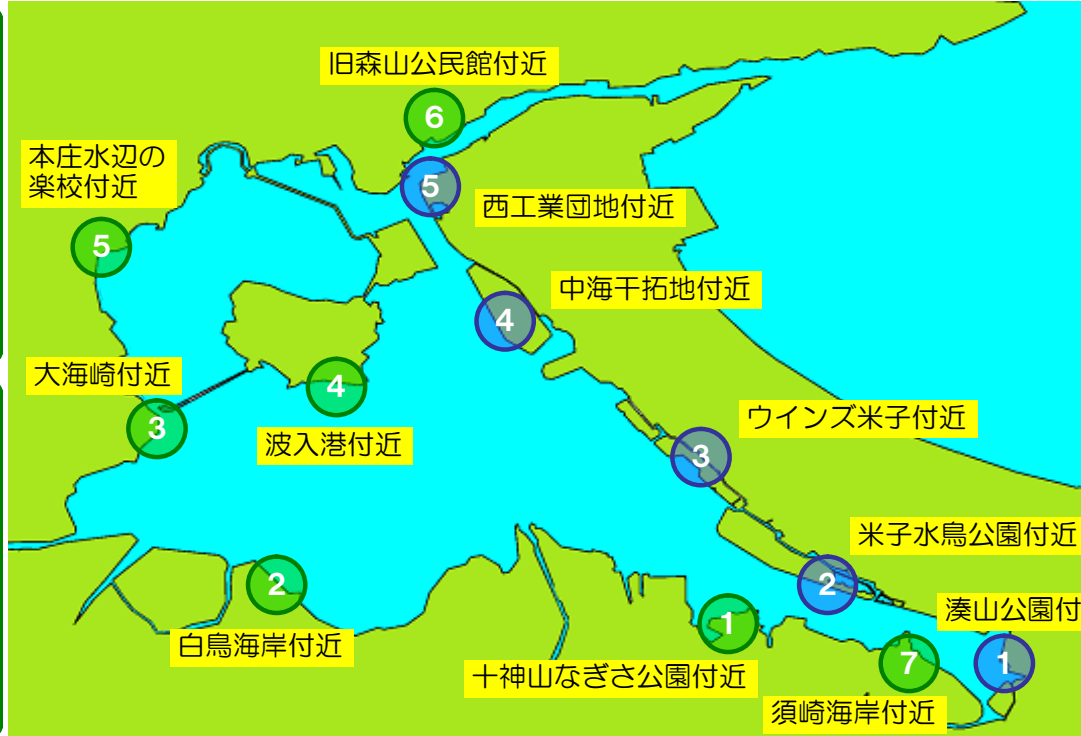 旧森山公民館付近
6
本庄水辺の
楽校付近
5
西工業団地付近
5
中海干拓地付近
4
大海崎付近
4
3
波入港付近
ウインズ米子付近
3
米子水鳥公園付近
2
2
白鳥海岸付近
湊山公園付
1
十神山なぎさ公園付近
7
1
須崎海岸付近